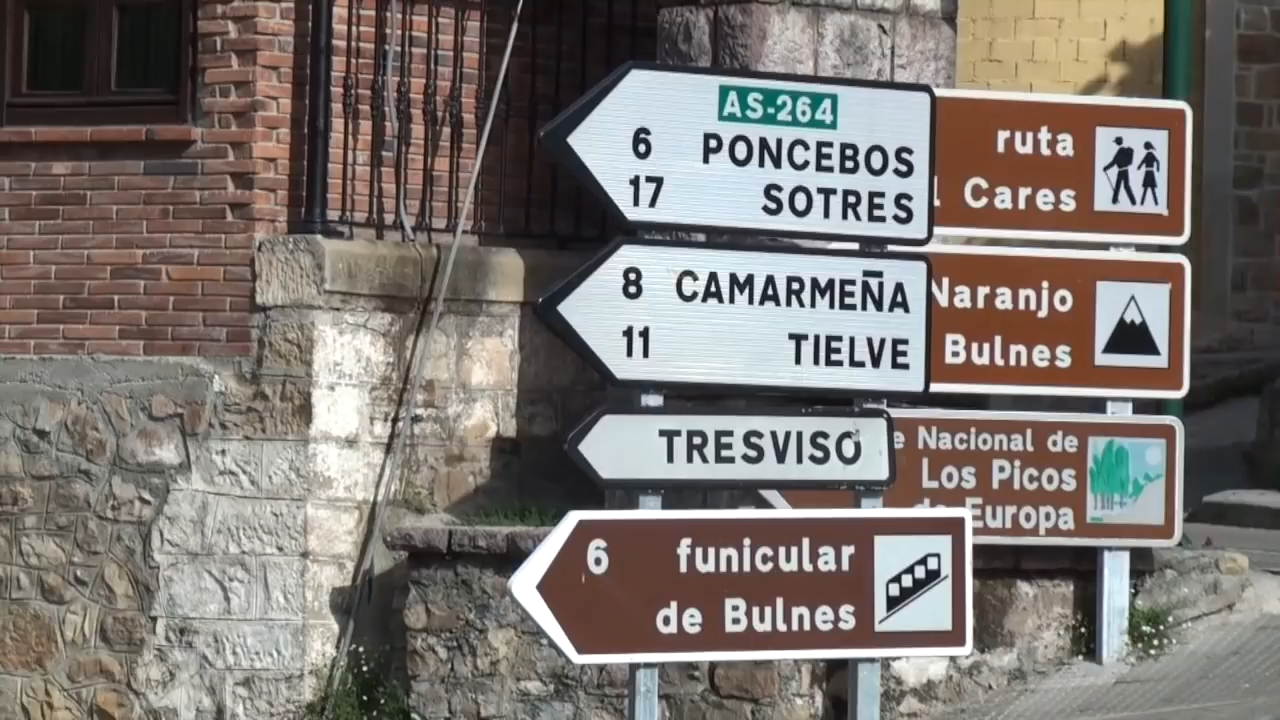 AS-264
6 PONCEBOS
17 SOTRES
8 CAMARMEÑA
11 TIELVE
TRESVISO
6 funicular
de Bulnes
ruta
Cares
Naranjo
Bulnes
Nacional de
Los Picos
de Europa